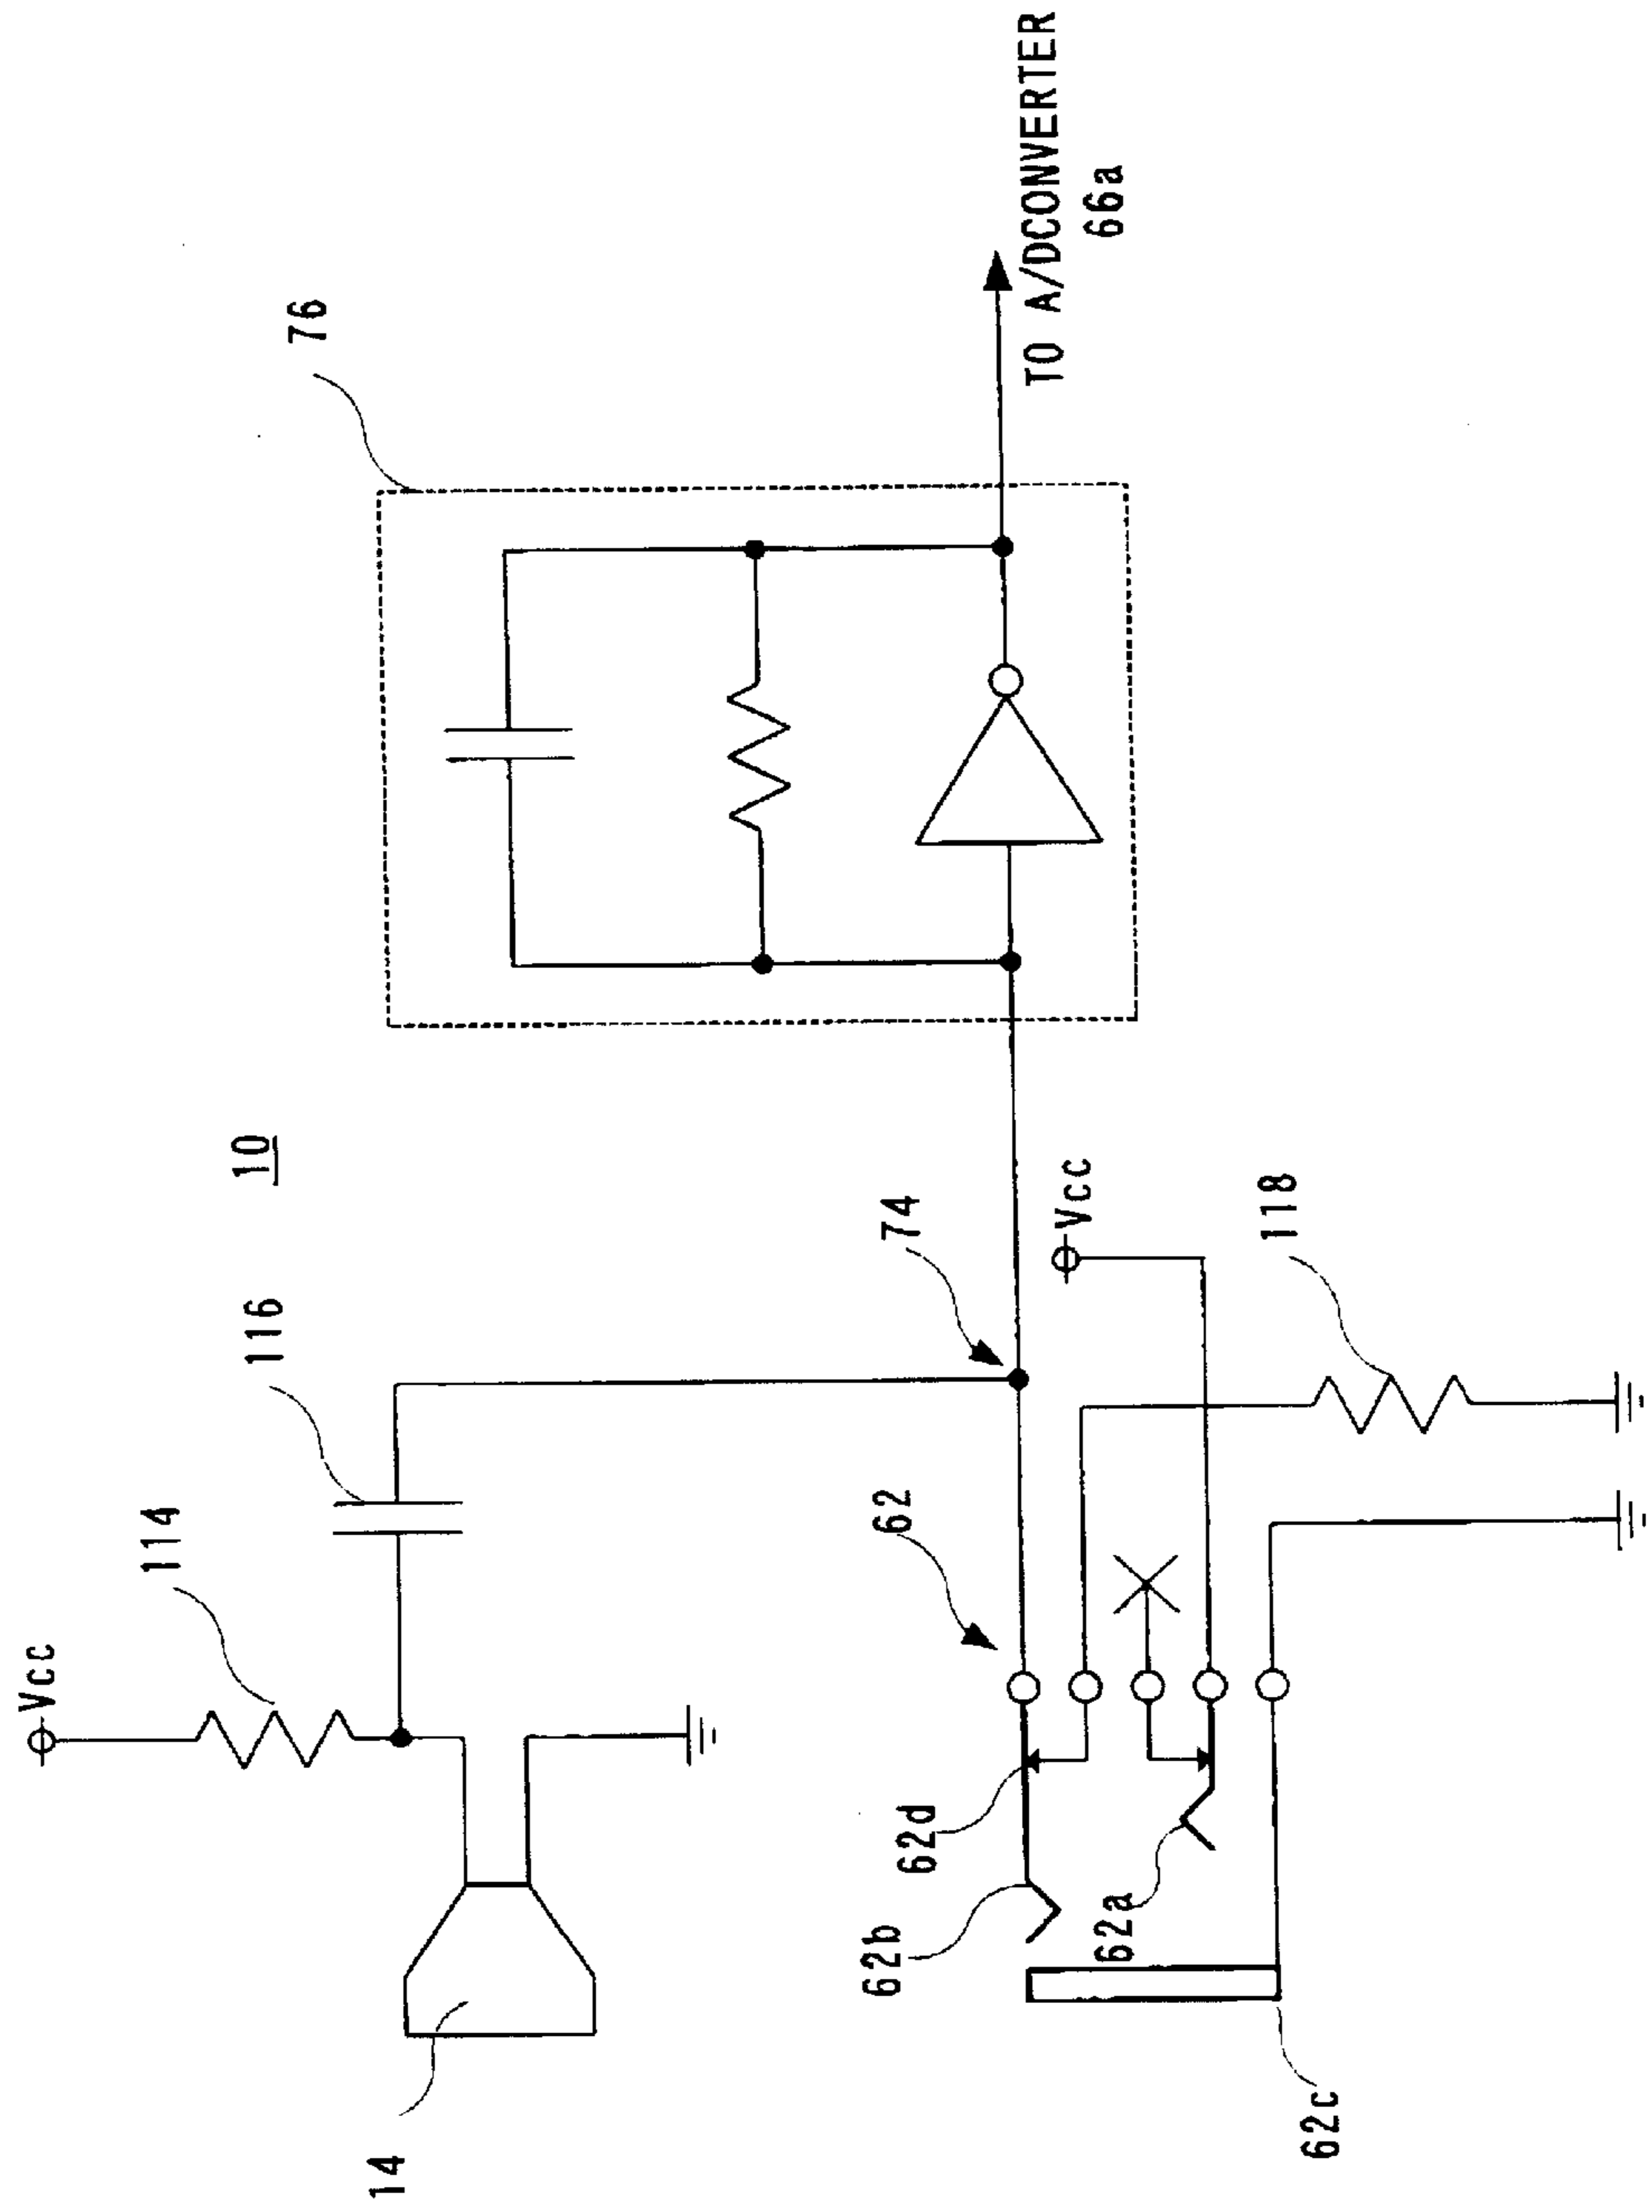 10
Vcc
114
116
14
76
74
62
Vcc
62d
62b
62a
62c
118
TO A/DCONVERTER
66a